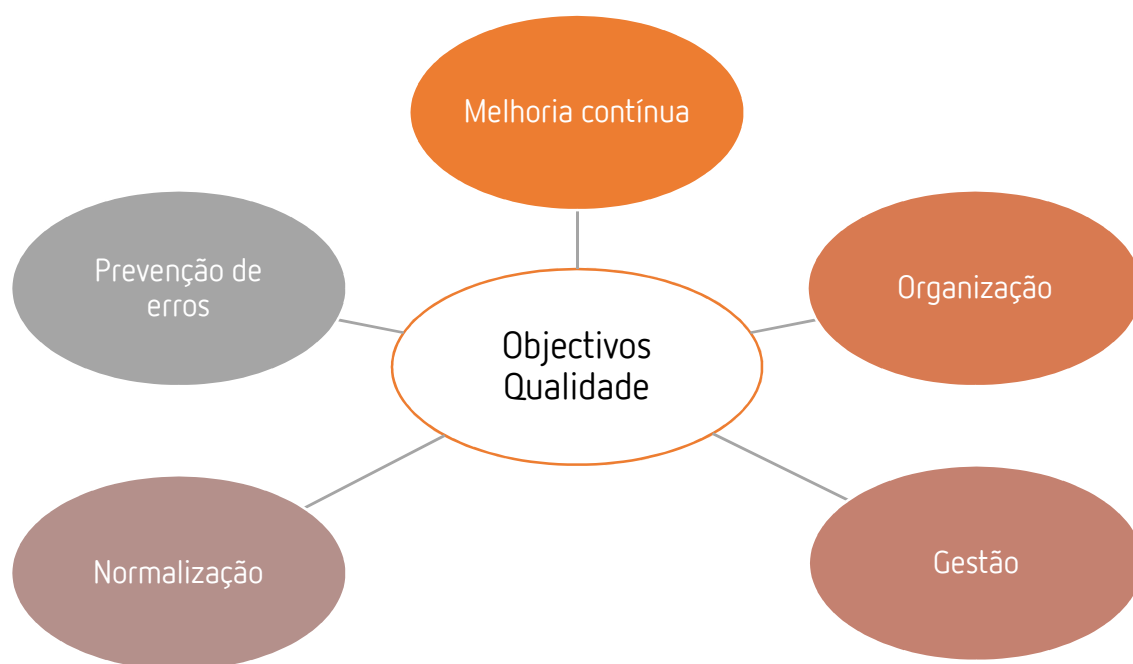 Melhoria contínua
Prevenção de
erros
Organização
Objectivos
Qualidade
Normalização
Gestão